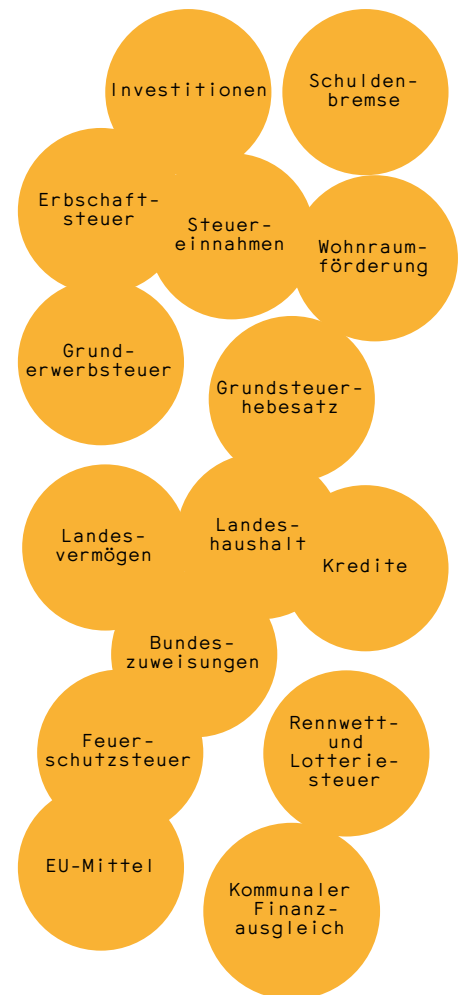 Investitionen
Schulden-
bremse
Erbschaft-
steuer
Steuer-
einnahmen
Wohnraum-
förderung
Grund-
erwerbsteuer
Grundsteuer-
hebesatz
Landes-
vermögen
Landes-
haushalt
Kredite
Bundes-
zuweisungen
Feuer-
schutzsteuer
Rennwett-
und
Lotterie-
steuer
EU-Mittel
Kommunaler
Finanz-
ausgleich